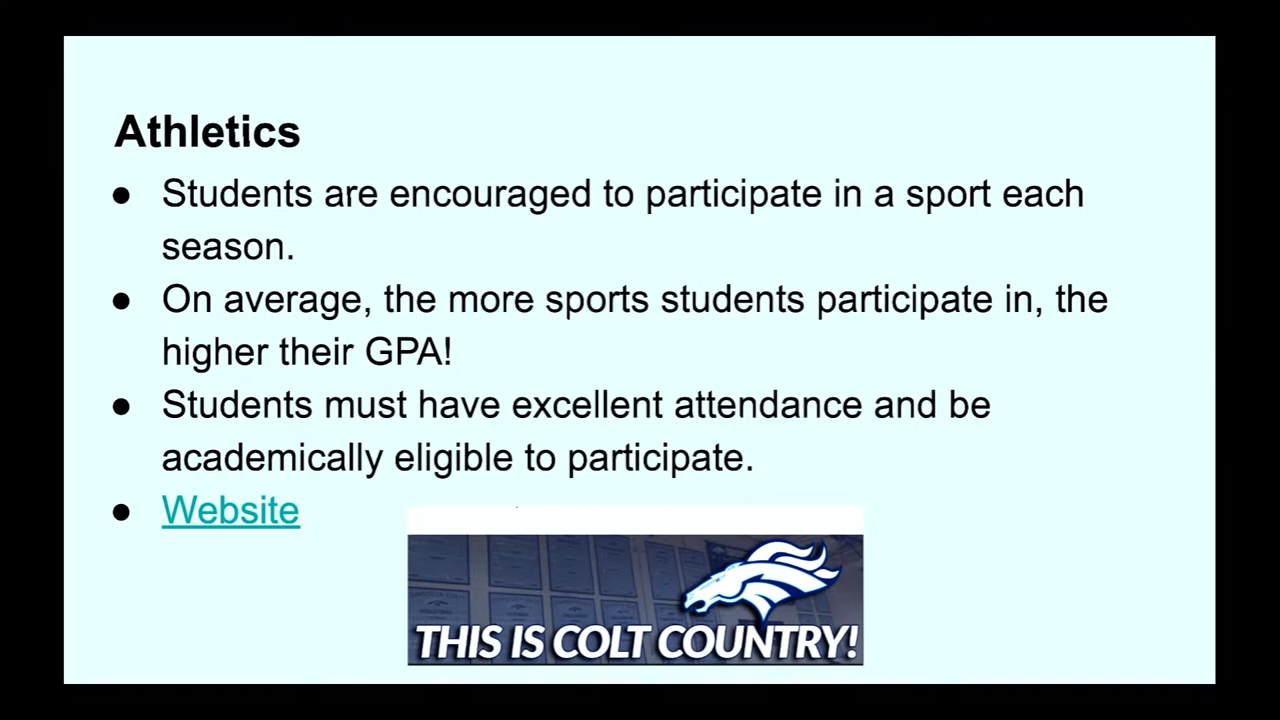 Athletics
● Students are encouraged to participate in a sport each
season.
● On average, the more sports students participate in, the
higher their GPA!
● Students must have excellent attendance and be
academically eligible to participate.
● Website
THIS IS COLT COUNTRY!